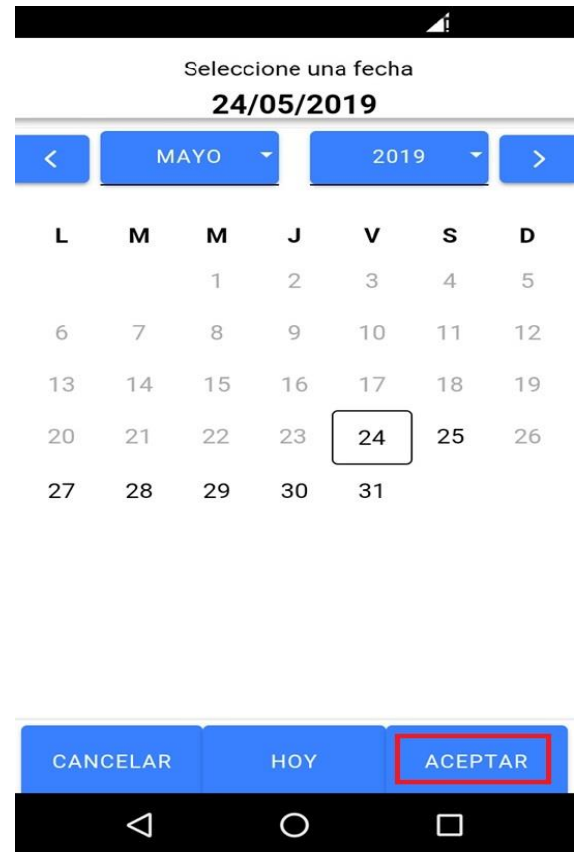 Seleccione una fecha
24/05/2019
< MAYO 2019 >
L M M J V S D
1 2 3 4 5
6 7 8 9 10 11 12
13 14 15 16 17 18 19
20 21 22 23 24 25 26
27 28 29 30 31
CANCELAR HOY ACEPTAR